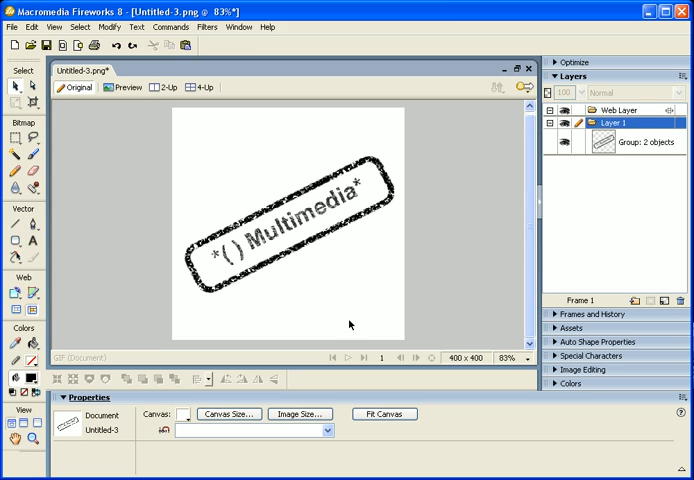 Macromedia Fireworks 8 - [Untitled-3.png @ 83%*]
File Edit View Select Modify Text Commands Filters Window Help
Select
Bitmap
Vector
Web
Colors
View
Untitled-3.png*
Original Preview 2-Up 4-Up
*( ) Multimedia*
GIF (Document)
1
400 x 400
83%
Optimize
Layers
100 Normal
Web Layer
Layer 1
Group: 2 objects
Frame 1
Frames and History
Assets
Auto Shape Properties
Special Characters
Image Editing
Colors
Properties
Document
Untitled-3
Canvas: Canvas Size... Image Size... Fit Canvas